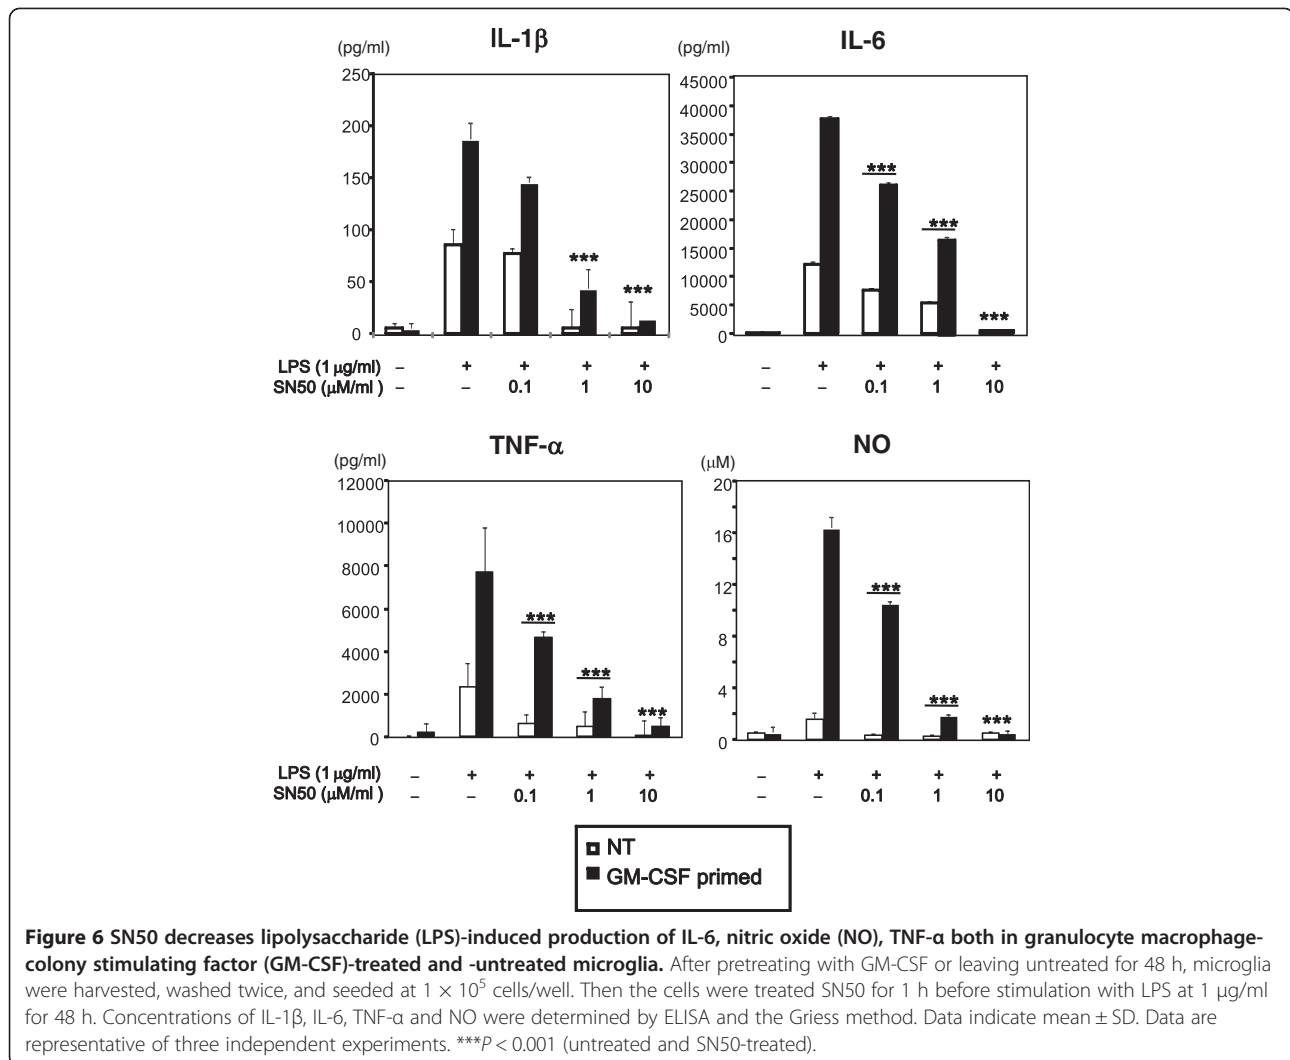 IL-1β
(pg/ml)
250
200
150
100
50
0
***
***
LPS (1 μg/ml) – + + + +
SN50 (μM/ml ) – – 0.1 1 10
IL-6
(pg/ml)
45000
40000
35000
30000
25000
20000
15000
10000
5000
0
***
***
***
– + + + +
– – 0.1 1 10
TNF-α
(pg/ml)
12000
10000
8000
6000
4000
2000
0
***
***
***
LPS (1 μg/ml) – + + + +
SN50 (μM/ml ) – – 0.1 1 10
NO
(μM)
20
16
12
8
4
0
***
***
***
– + + + +
– – 0.1 1 10
NT
GM-CSF primed
Figure 6 SN50 decreases lipolysaccharide (LPS)-induced production of IL-6, nitric oxide (NO), TNF-α both in granulocyte macrophage-
colony stimulating factor (GM-CSF)-treated and -untreated microglia. After pretreating with GM-CSF or leaving untreated for 48 h, microglia
were harvested, washed twice, and seeded at 1 × 10⁵ cells/well. Then the cells were treated SN50 for 1 h before stimulation with LPS at 1 μg/ml
for 48 h. Concentrations of IL-1β, IL-6, TNF-α and NO were determined by ELISA and the Griess method. Data indicate mean ± SD. Data are
representative of three independent experiments. ***P < 0.001 (untreated and SN50-treated).